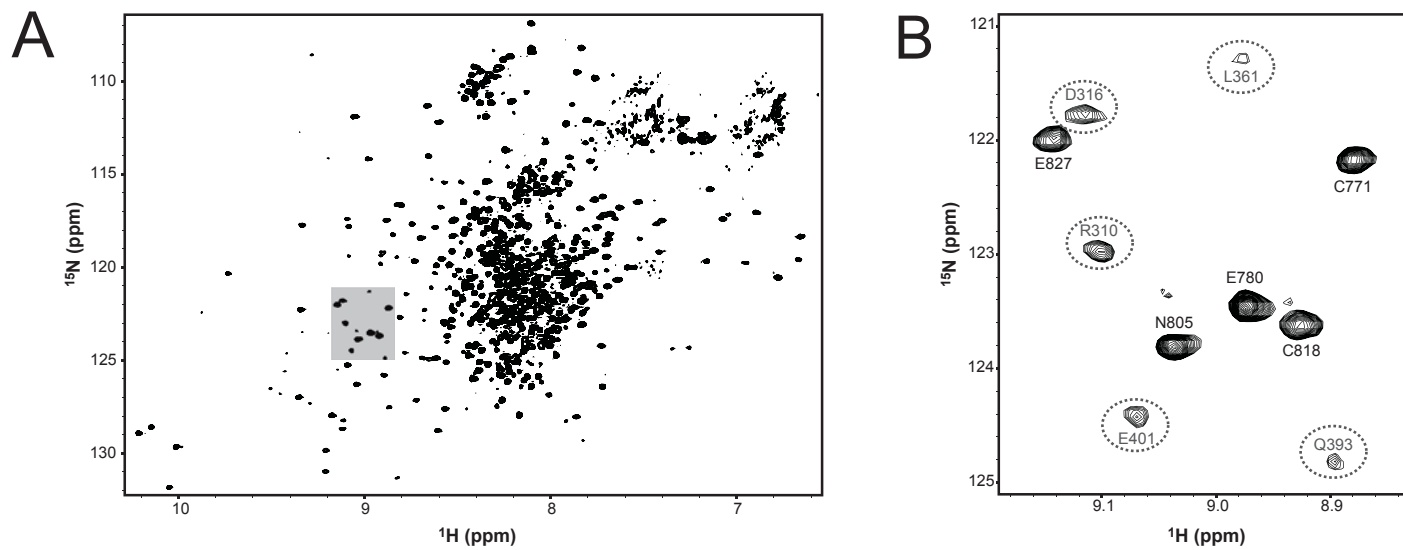 A
110
115
120
125
130
¹⁵N (ppm)
10
9
8
7
¹H (ppm)
B
121
122
123
124
125
¹⁵N (ppm)
L361
D316
E827
C771
R310
E780
N805
C818
E401
Q393
9.1
9.0
8.9
¹H (ppm)